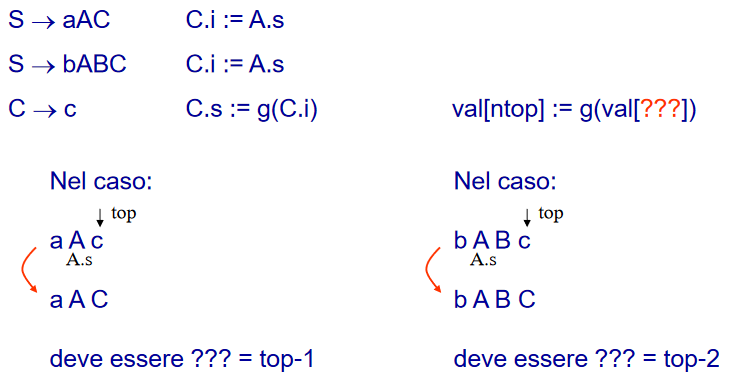 S → aAC C.i := A.s
S → bABC C.i := A.s
C → c C.s := g(C.i) val[ntop] := g(val[???])
Nel caso: Nel caso:
↓ top ↓ top
a A c b A B c
A.s A.s
a A C b A B C
deve essere ??? = top-1 deve essere ??? = top-2